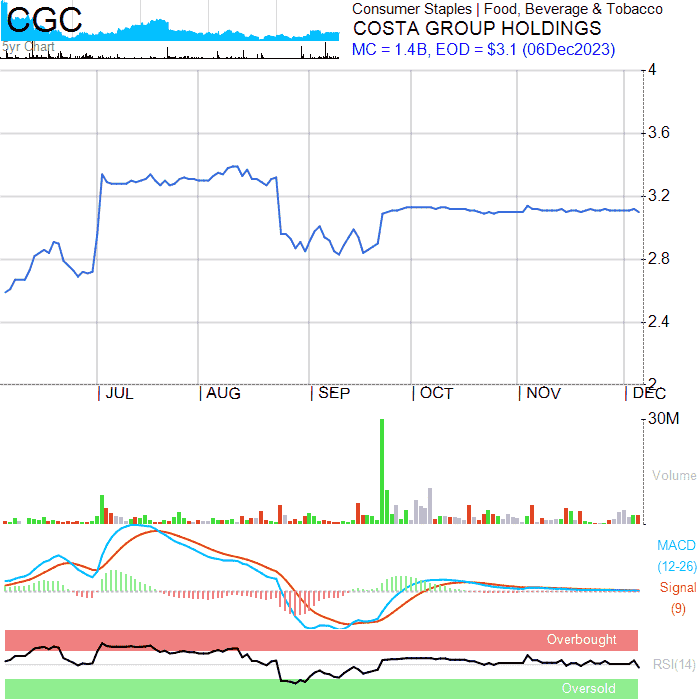 CGC
5yr Chart
Consumer Staples | Food, Beverage & Tobacco
COSTA GROUP HOLDINGS
MC = 1.4B, EOD = $3.1 (06Dec2023)
4
3.6
3.2
2.8
2.4
2
JUL AUG SEP OCT NOV DEC
30M
Volume
MACD
(12-26)
Signal
(9)
Overbought
RSI(14)
Oversold